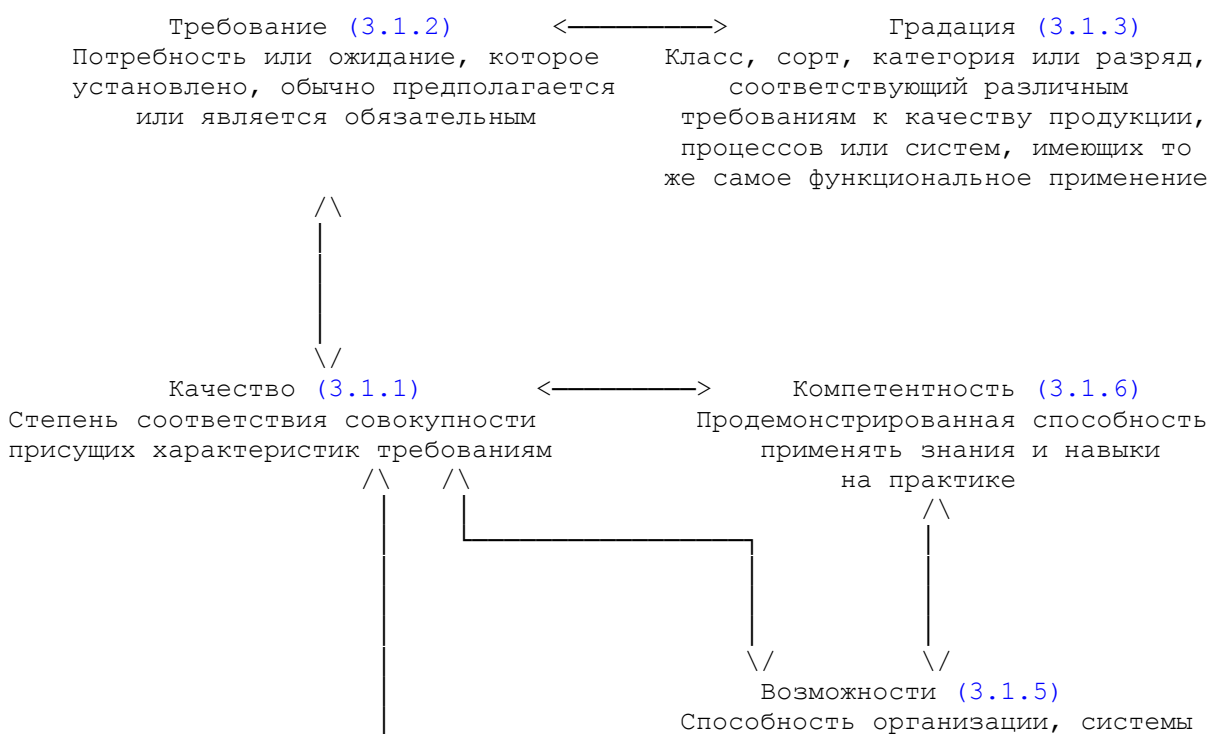 Требование (3.1.2) <─────────> Градация (3.1.3)
Потребность или ожидание, которое Класс, сорт, категория или разряд,
установлено, обычно предполагается соответствующий различным
или является обязательным требованиям к качеству продукции,
процессов или систем, имеющих то
же самое функциональное применение
Качество (3.1.1) <─────────> Компетентность (3.1.6)
Степень соответствия совокупности Продемонстрированная способность
присущих характеристик требованиям применять знания и навыки
на практике
Возможности (3.1.5)
Способность организации, системы